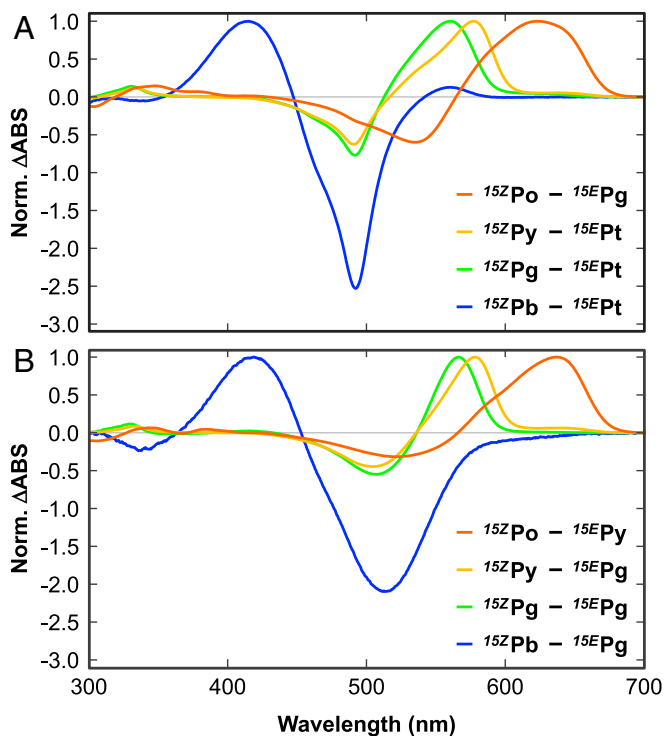 A
1.0
0.5
0.0
-0.5
-1.0
-1.5
-2.0
-2.5
-3.0
Norm. ΔABS
15ZPo − 15EPg
15ZPy − 15EPt
15ZPg − 15EPt
15ZPb − 15EPt
B
1.0
0.5
0.0
-0.5
-1.0
-1.5
-2.0
-2.5
-3.0
Norm. ΔABS
15ZPo − 15EPy
15ZPy − 15EPg
15ZPg − 15EPg
15ZPb − 15EPg
300 400 500 600 700
Wavelength (nm)